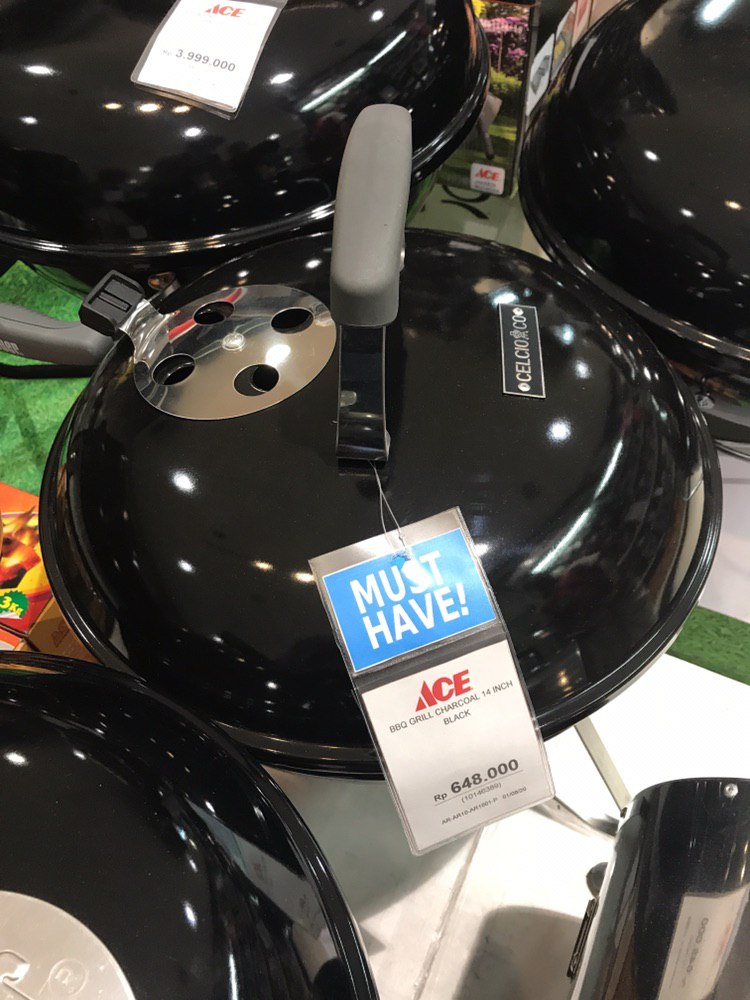 ACE
Rp 3.999.000
ACE
CELCIO CO
MUST
HAVE!
ACE
BBQ GRILL CHARCOAL 14 INCH
BLACK
Rp 648.000
3KG